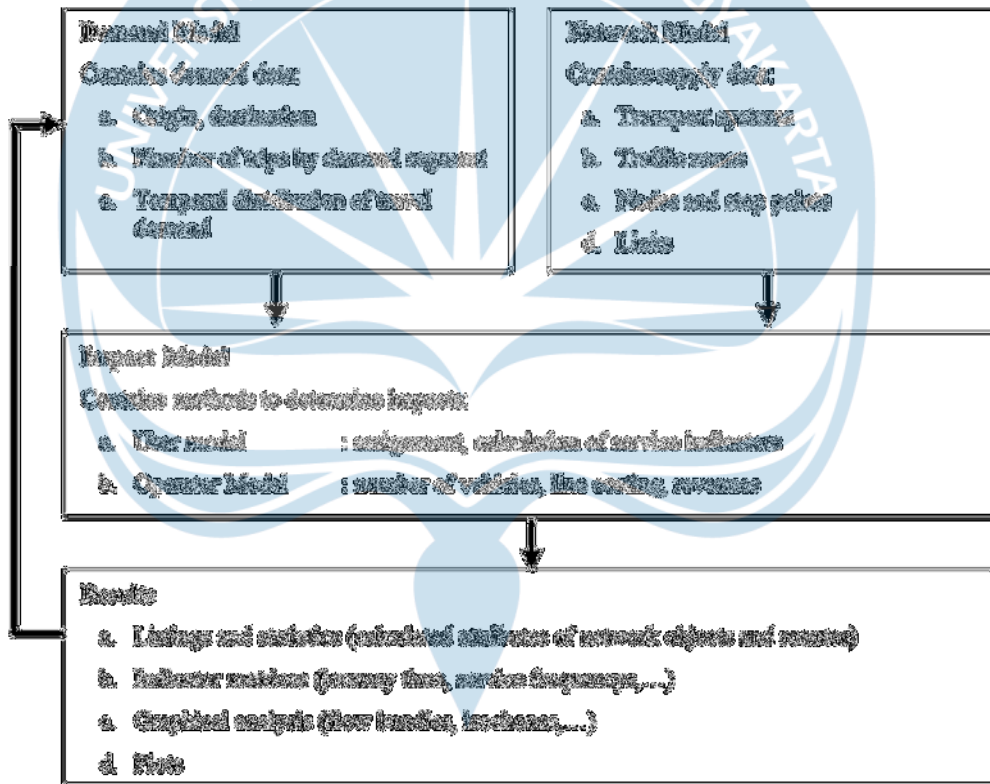 Demand Model
Contains demand data:
a. Origin, destination
b. Number of trips by demand segment
c. Temporal distribution of travel
demand
Network Model
Contains supply data:
a. Transport systems
b. Traffic zones
c. Nodes and stop points
d. Links
Impact Model
Contains methods to determine impacts:
a. User model : assignment, calculation of service indicators
b. Operator Model : number of vehicles, line costing, revenues
Results
a. Listings and statistics (calculated attributes of network objects and routes)
b. Indicator matrices (journey time, service frequency,…)
c. Graphical analysis (flow bundles, isochones,…)
d. Plots